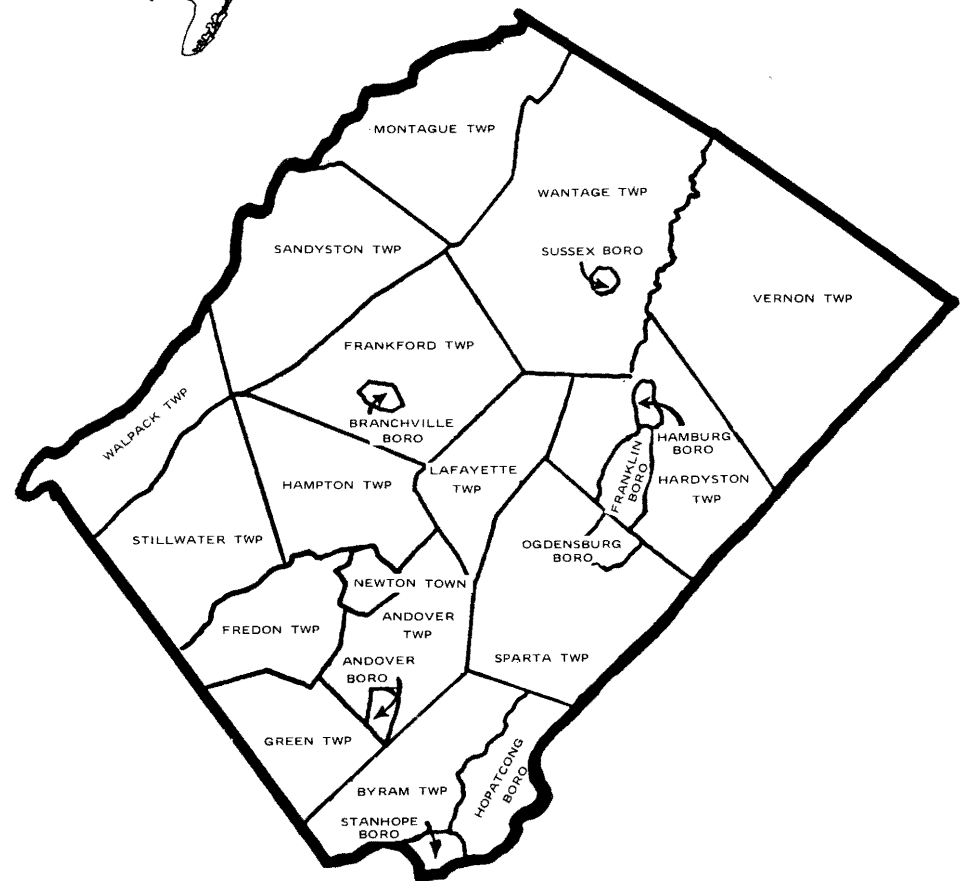 MONTAGUE TWP
WANTAGE TWP
SANDYSTON TWP
SUSSEX BORO
VERNON TWP
FRANKFORD TWP
WALPACK TWP
BRANCHVILLE
BORO
HAMBURG
BORO
LAFAYETTE
TWP
FRANKLIN
BORO
HARDYSTON
TWP
HAMPTON TWP
STILLWATER TWP
OGDENSBURG
BORO
NEWTON TOWN
ANDOVER
TWP
FREDON TWP
SPARTA TWP
ANDOVER
BORO
GREEN TWP
HOPATCONG
BORO
BYRAM TWP
STANHOPE
BORO